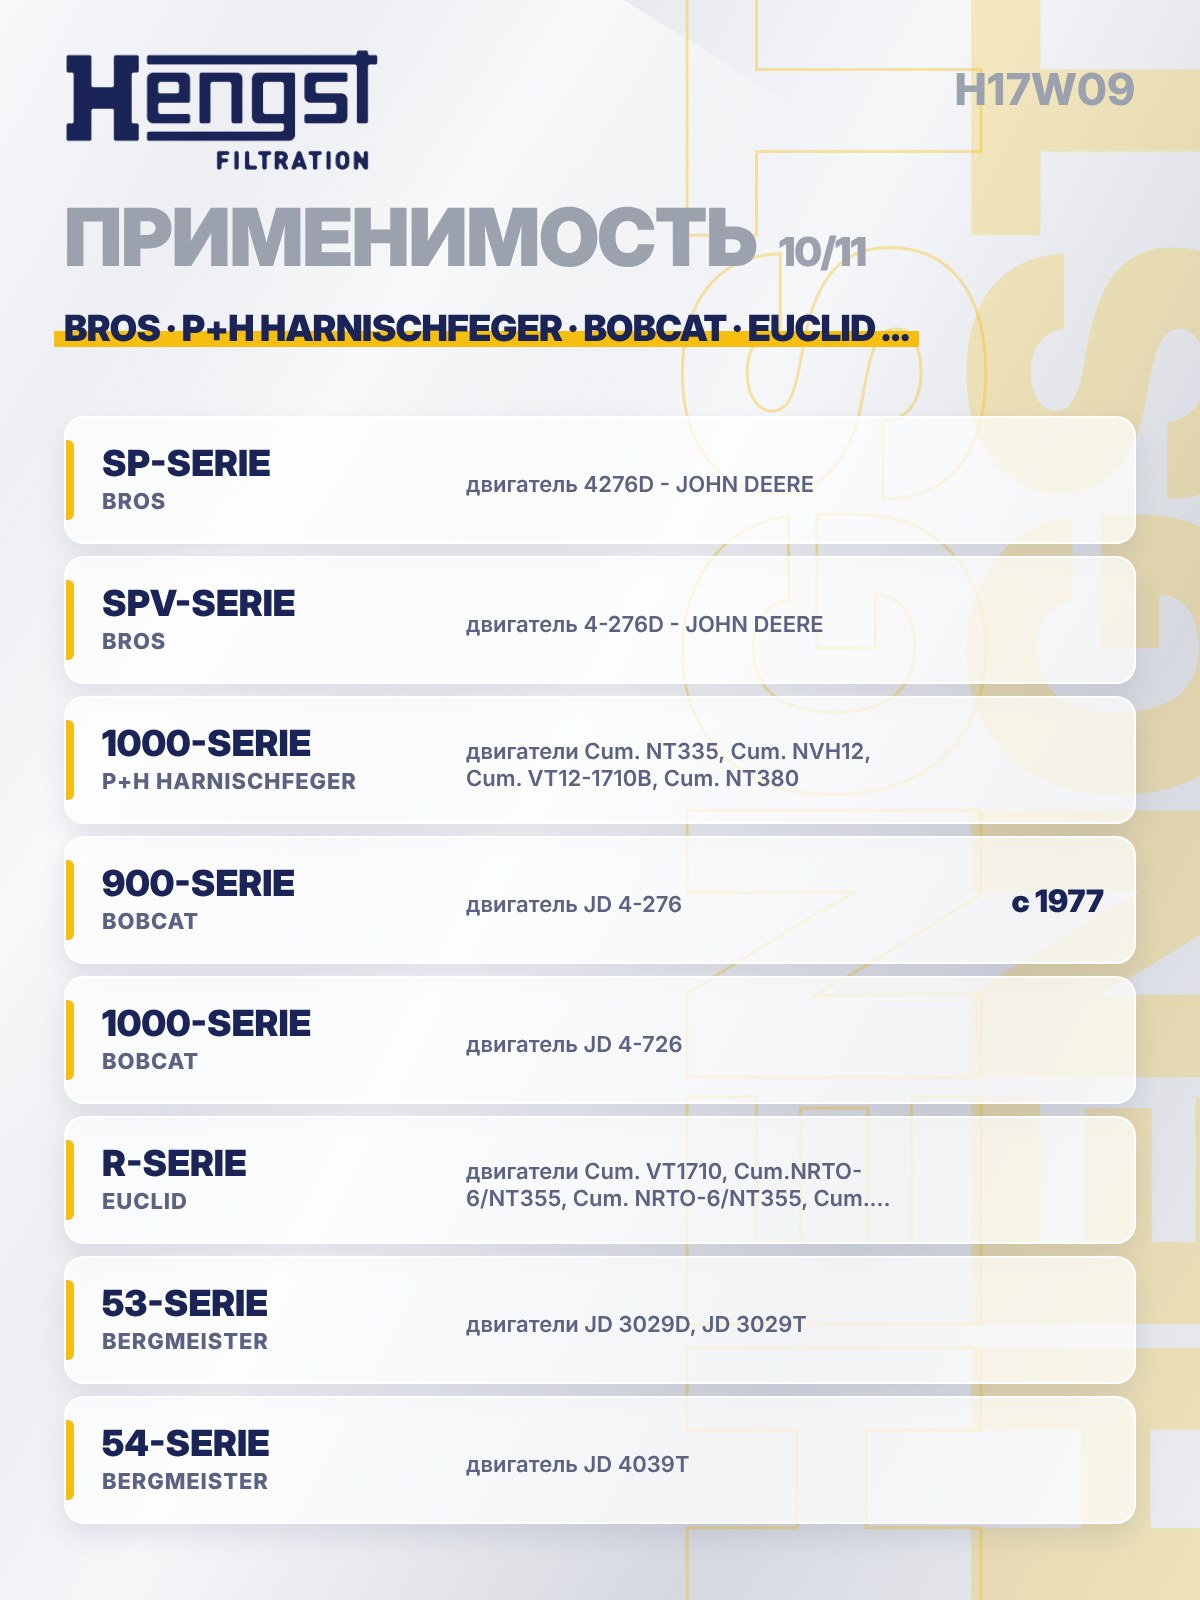 Hengst
FILTRATION
H17W09
ПРИМЕНИМОСТЬ 10/11
BROS · P+H HARNISCHFEGER · BOBCAT · EUCLID ...
SP-SERIE
BROS
двигатель 4276D - JOHN DEERE
SPV-SERIE
BROS
двигатель 4-276D - JOHN DEERE
1000-SERIE
P+H HARNISCHFEGER
двигатели Cum. NT335, Cum. NVH12,
Cum. VT12-1710B, Cum. NT380
900-SERIE
BOBCAT
двигатель JD 4-276
с 1977
1000-SERIE
BOBCAT
двигатель JD 4-726
R-SERIE
EUCLID
двигатели Cum. VT1710, Cum.NRTO-
6/NT355, Cum. NRTO-6/NT355, Cum....
53-SERIE
BERGMEISTER
двигатели JD 3029D, JD 3029T
54-SERIE
BERGMEISTER
двигатель JD 4039T
HENGST
HENGST